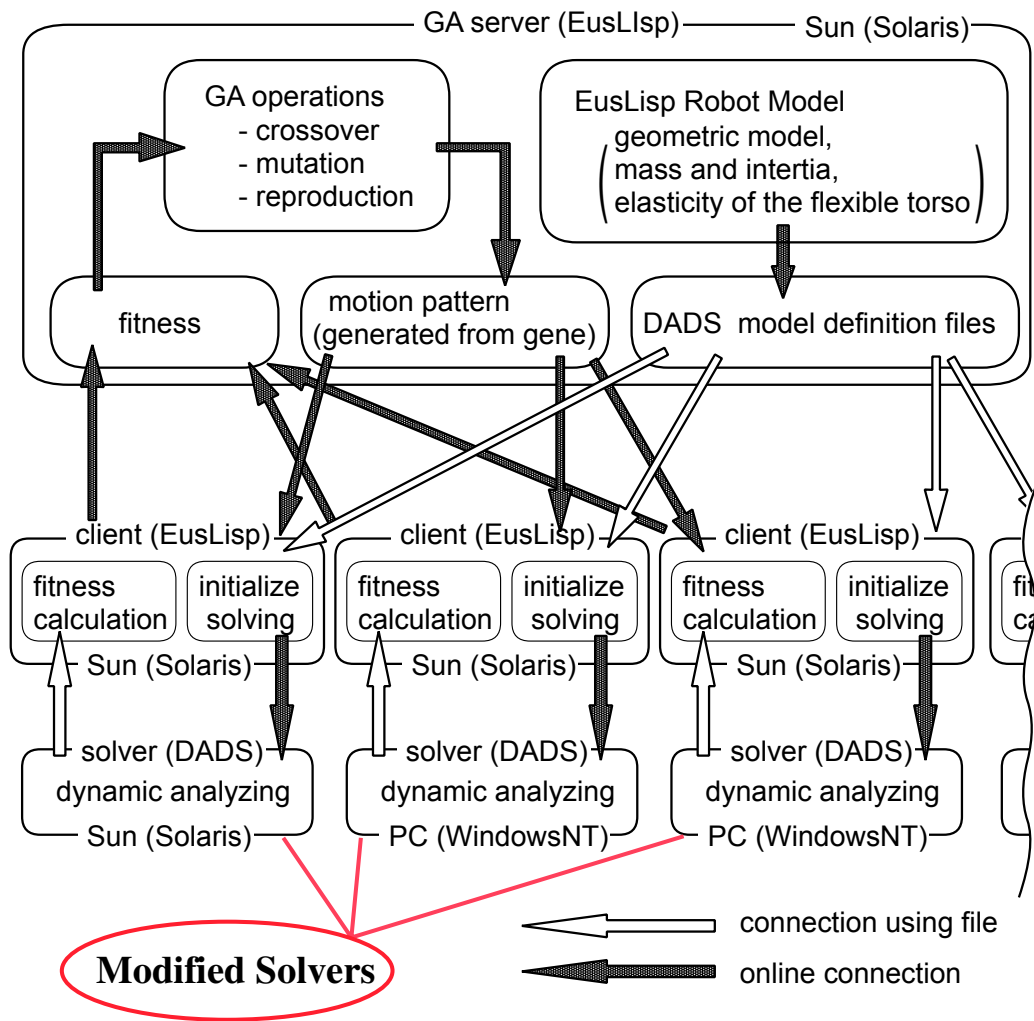 GA server (EusLIsp)
Sun (Solaris)
GA operations
- crossover
- mutation
- reproduction
EusLisp Robot Model
geometric model,
mass and intertia,
elasticity of the flexible torso
fitness
motion pattern
(generated from gene)
DADS model definition files
client (EusLisp)
fitness
calculation
initialize
solving
Sun (Solaris)
client (EusLisp)
fitness
calculation
initialize
solving
Sun (Solaris)
client (EusLisp)
fitness
calculation
initialize
solving
Sun (Solaris)
solver (DADS)
dynamic analyzing
Sun (Solaris)
solver (DADS)
dynamic analyzing
PC (WindowsNT)
solver (DADS)
dynamic analyzing
PC (WindowsNT)
Modified Solvers
connection using file
online connection